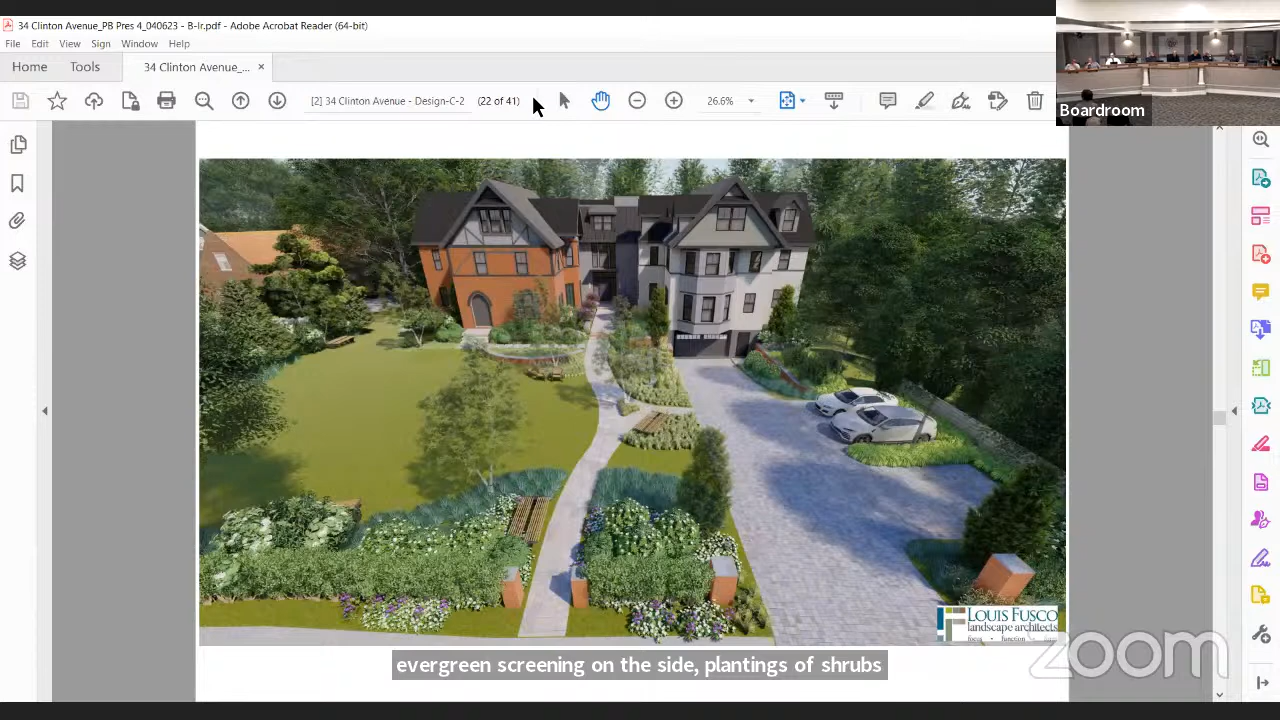 34 Clinton Avenue_PB Pres 4_040623 - B-lr.pdf - Adobe Acrobat Reader (64-bit)
File Edit View Sign Window Help
Home Tools 34 Clinton Avenue_... ×
[2] 34 Clinton Avenue - Design-C-2 (22 of 41) 26.6%
Boardroom
LOUIS FUSCO
landscape architects
focus • function •
zoom
evergreen screening on the side, plantings of shrubs